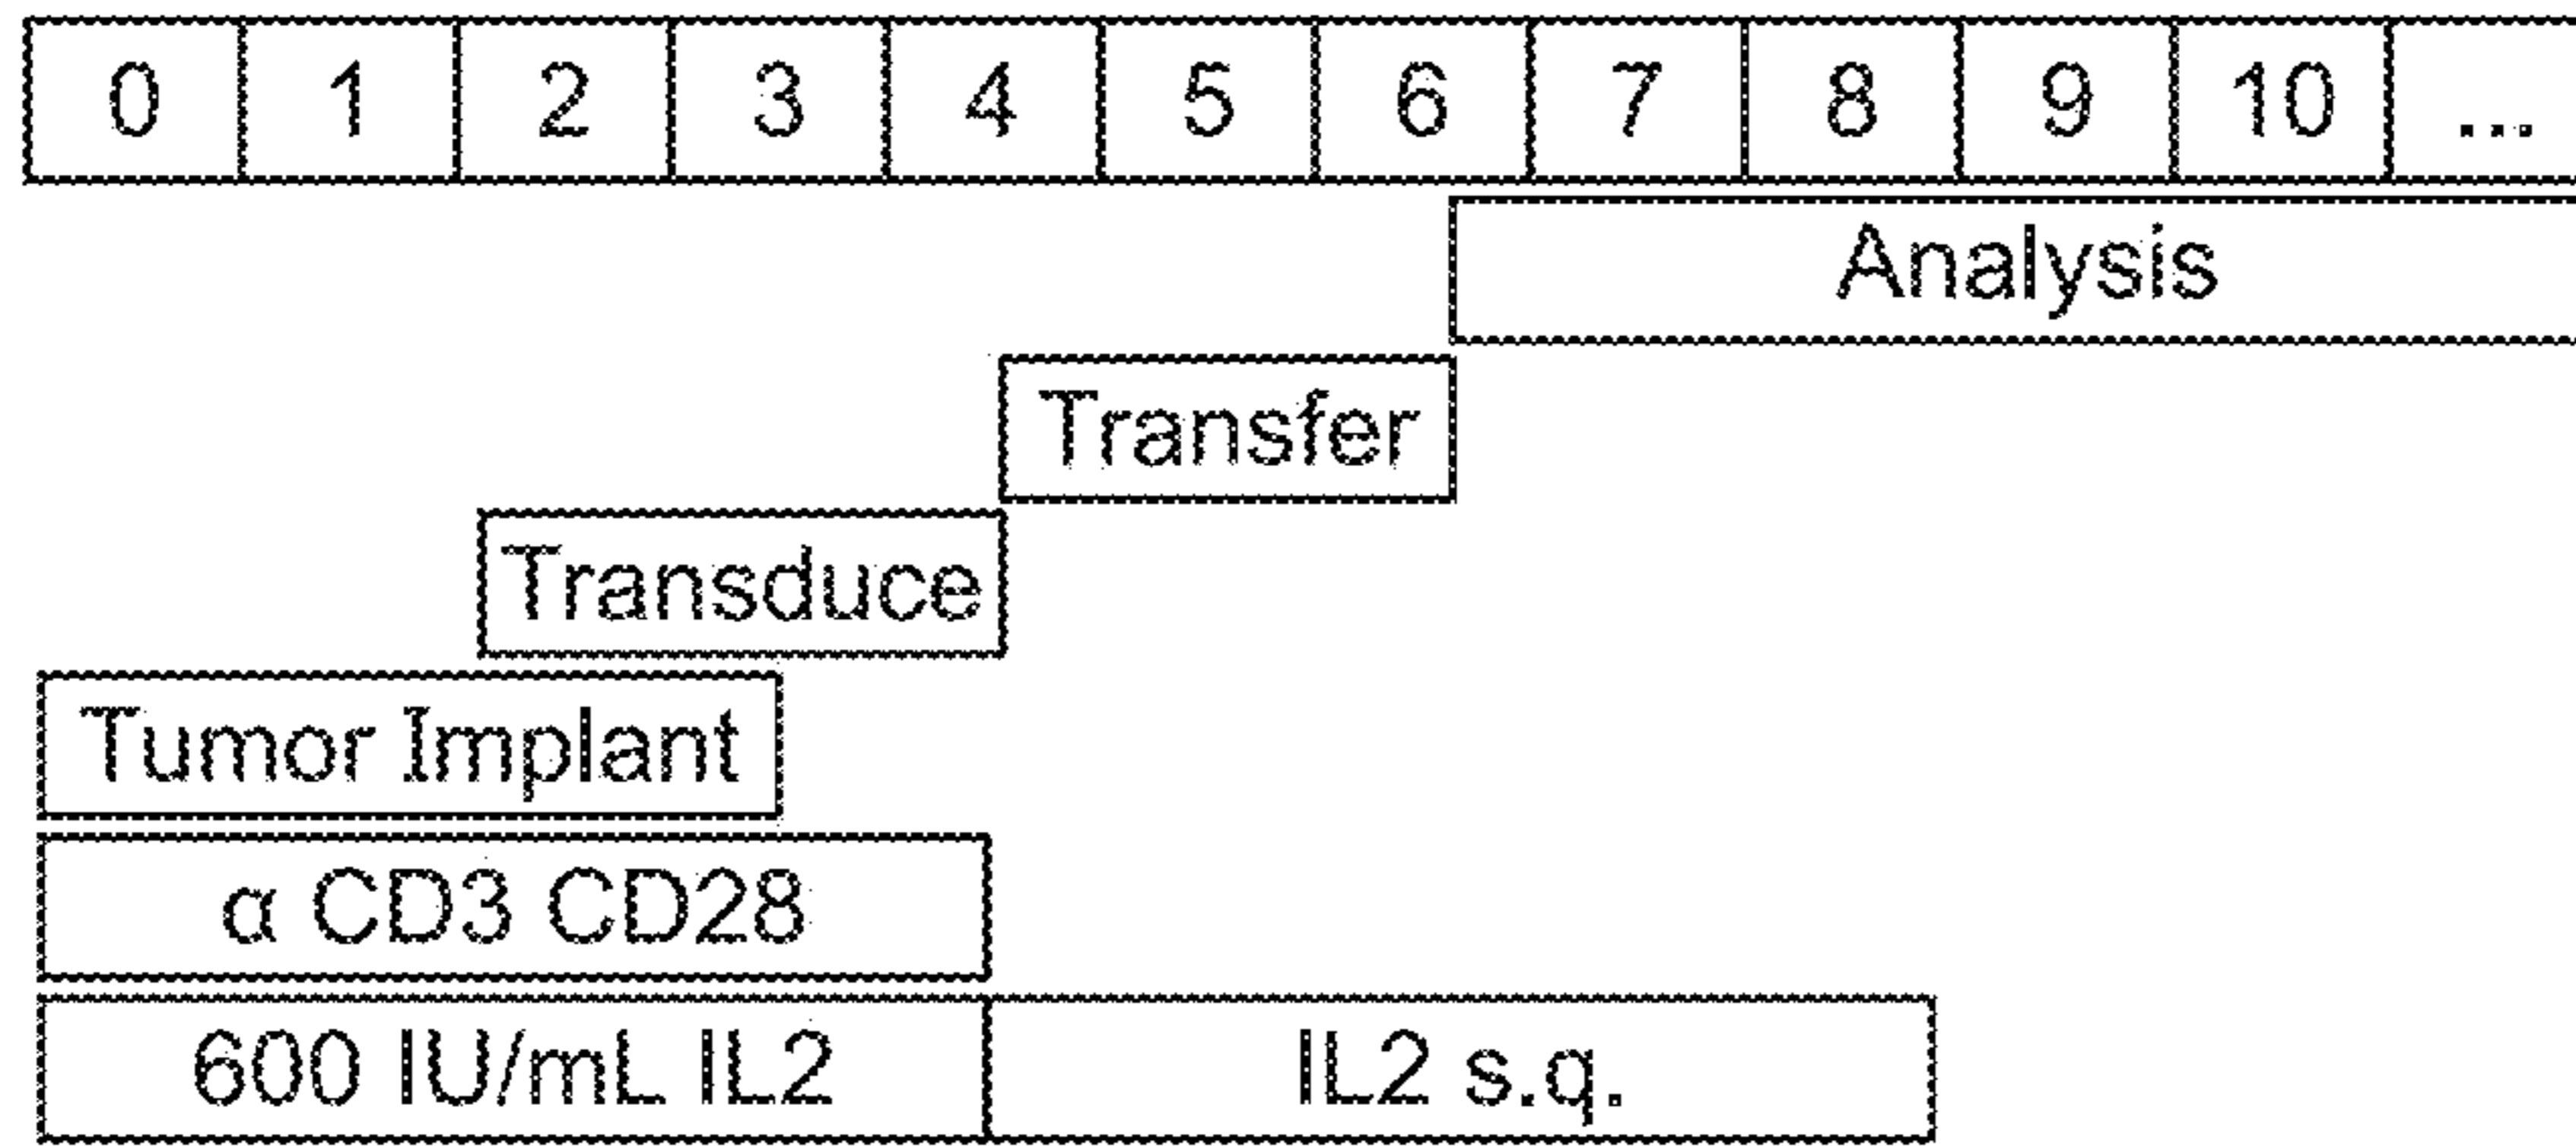 0 1 2 3 4 5 6 7 8 9 10 ...
Analysis
Transfer
Transduce
Tumor Implant
α CD3 CD28
600 IU/mL IL2 IL2 s.q.